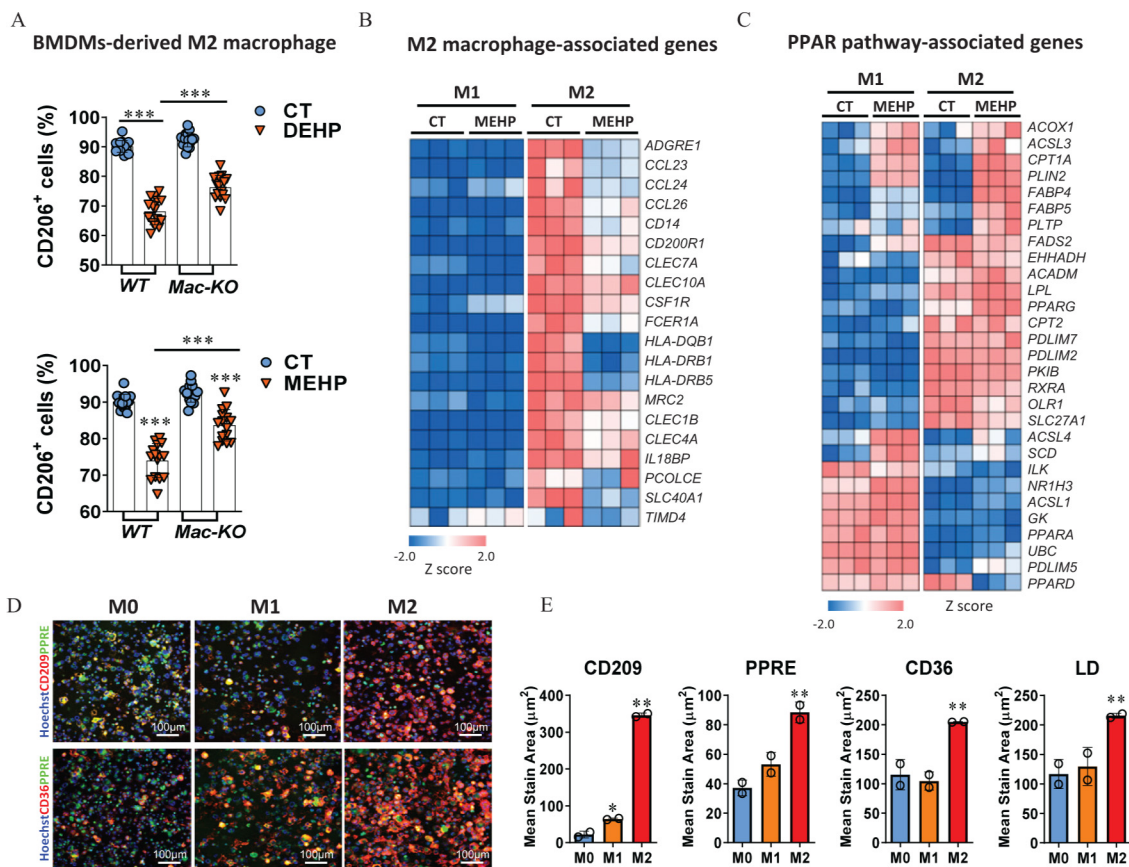 A
BMDMs-derived M2 macrophage
***
***
CT
DEHP
CD206+ cells (%)
100
90
80
70
60
50
WT
Mac-KO
***
CT
MEHP
***
***
CD206+ cells (%)
100
90
80
70
60
WT
Mac-KO
B
M2 macrophage-associated genes
M1
M2
CT
MEHP
CT
MEHP
ADGRE1
CCL23
CCL24
CCL26
CD14
CD200R1
CLEC7A
CLEC10A
CSF1R
FCER1A
HLA-DQB1
HLA-DRB1
HLA-DRB5
MRC2
CLEC1B
CLEC4A
IL18BP
PCOLCE
SLC40A1
TIMD4
-2.0
2.0
Z score
C
PPAR pathway-associated genes
M1
M2
CT
MEHP
CT
MEHP
ACOX1
ACSL3
CPT1A
PLIN2
FABP4
FABP5
PLTP
FADS2
EHHADH
ACADM
LPL
PPARG
CPT2
PDLIM7
PDLIM2
PKIB
RXRA
OLR1
SLC27A1
ACSL4
SCD
ILK
NR1H3
ACSL1
GK
PPARA
UBC
PDLIM5
PPARD
-2.0
2.0
Z score
D
M0
M1
M2
HoechstCD209PPRE
100μm
100μm
100μm
HoechstCD36PPRE
100μm
100μm
100μm
E
CD209
Mean Stain Area (μm2)
400
300
200
100
0
*
**
M0 M1 M2
PPRE
Mean Stain Area (μm2)
100
80
60
40
20
0
**
M0 M1 M2
CD36
Mean Stain Area (μm2)
250
200
150
100
50
0
**
M0 M1 M2
LD
Mean Stain Area (μm2)
250
200
150
100
50
0
**
M0 M1 M2